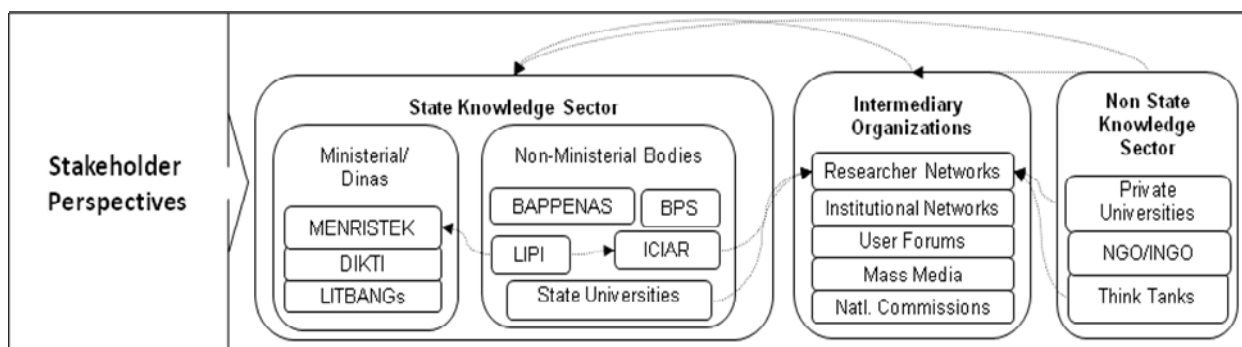 Stakeholder
Perspectives
State Knowledge Sector
Ministerial/
Dinas
MENRISTEK
DIKTI
LITBANGs
Non-Ministerial Bodies
BAPPENAS
BPS
LIPI
ICIAR
State Universities
Intermediary
Organizations
Researcher Networks
Institutional Networks
User Forums
Mass Media
Natl. Commissions
Non State
Knowledge
Sector
Private
Universities
NGO/INGO
Think Tanks